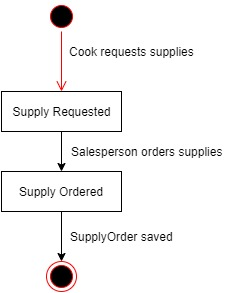 Cook requests supplies
Supply Requested
Salesperson orders supplies
Supply Ordered
SupplyOrder saved